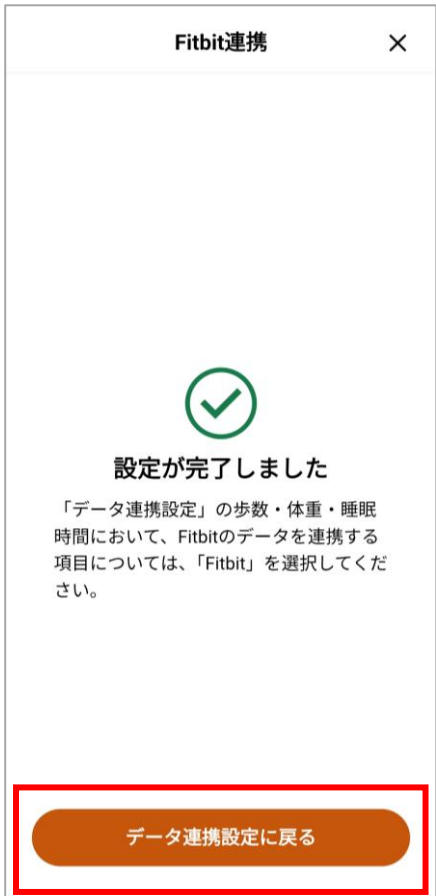 Fitbit連携
設定が完了しました
「データ連携設定」の歩数・体重・睡眠
時間において、Fitbitのデータを連携する
項目については、「Fitbit」を選択してくだ
さい。
データ連携設定に戻る